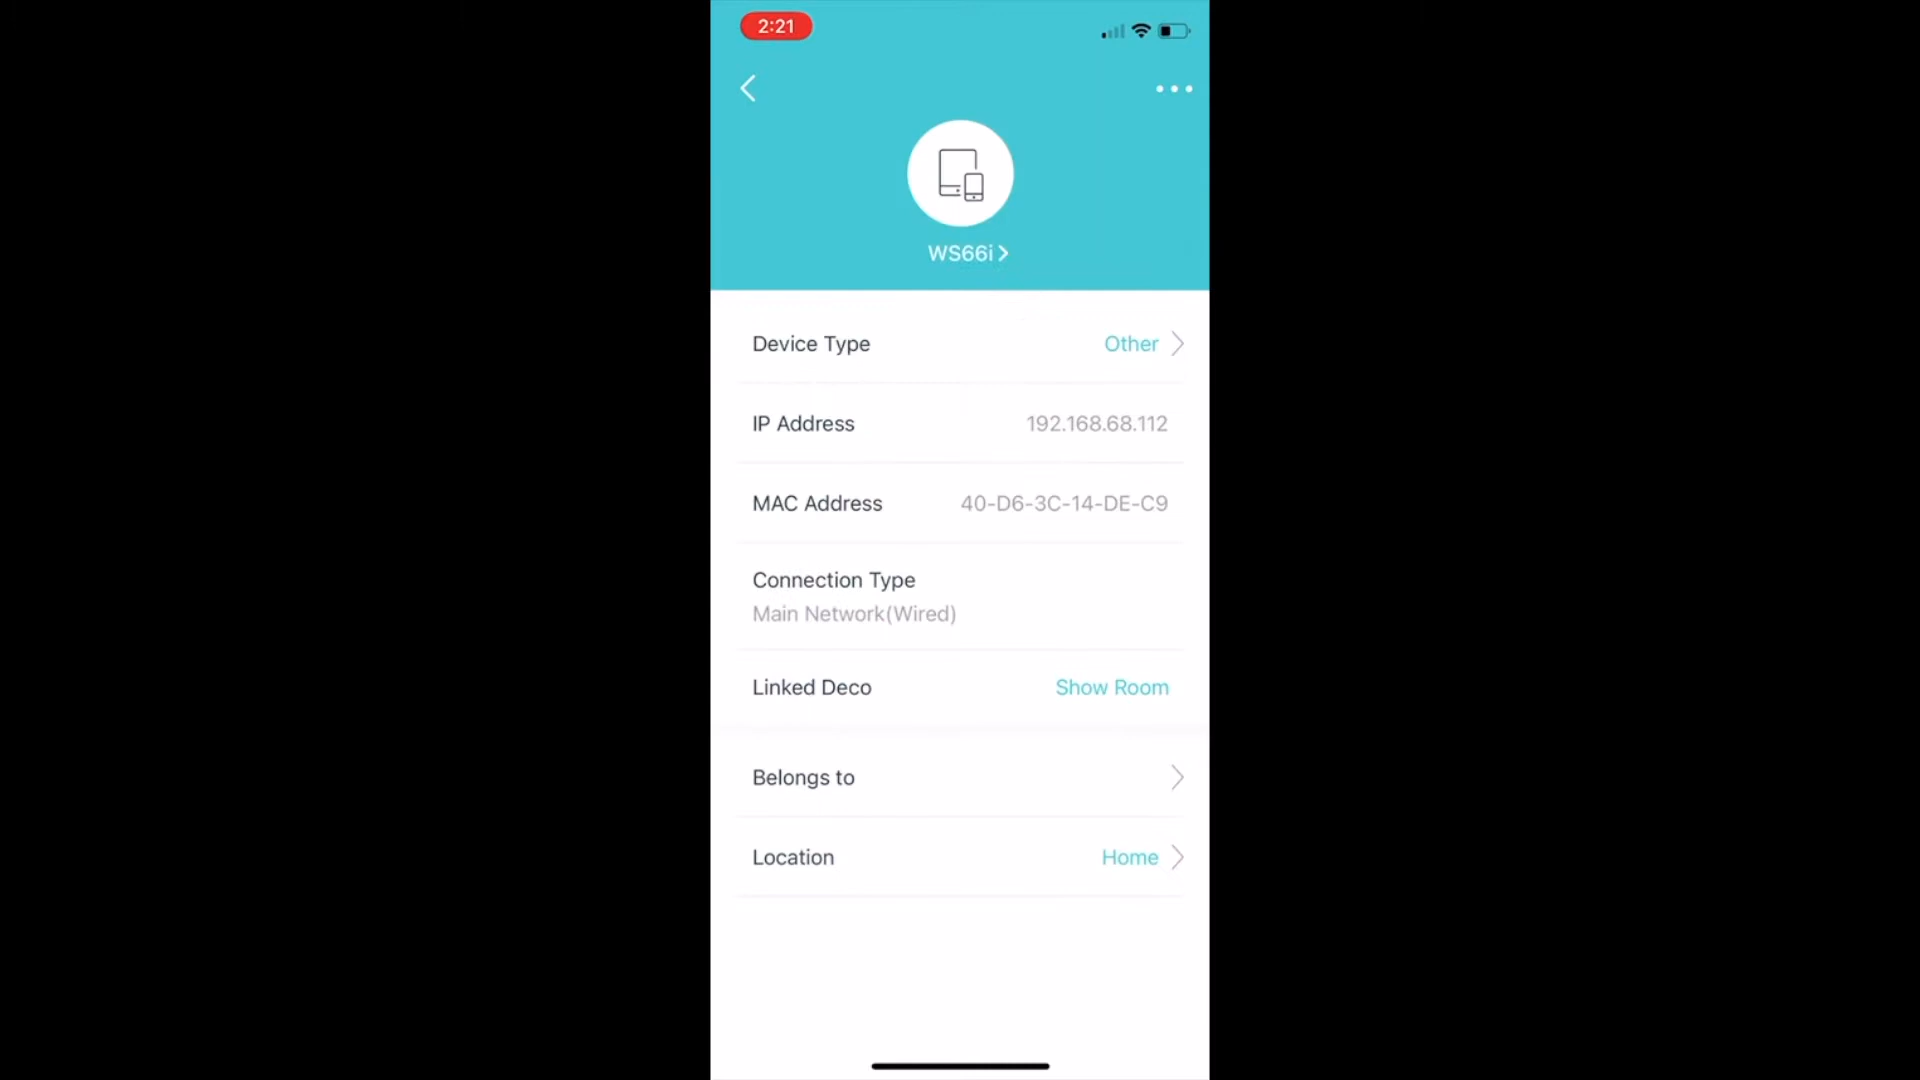 2:21
WS66i
Device Type Other
IP Address 192.168.68.112
MAC Address 40-D6-3C-14-DE-C9
Connection Type
Main Network(Wired)
Linked Deco Show Room
Belongs to
Location Home